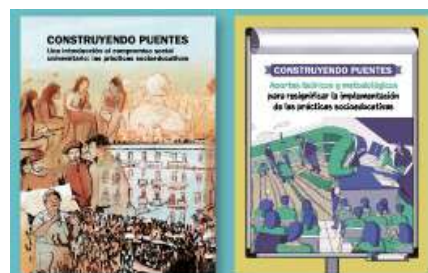 CONSTRUYENDO PUENTES
Una introducción al compromiso social
universitario: las prácticas socioeducativas
CONSTRUYENDO PUENTES
Aportes teóricos y metodológicos
para resignificar la implementación
de las prácticas socioeducativas